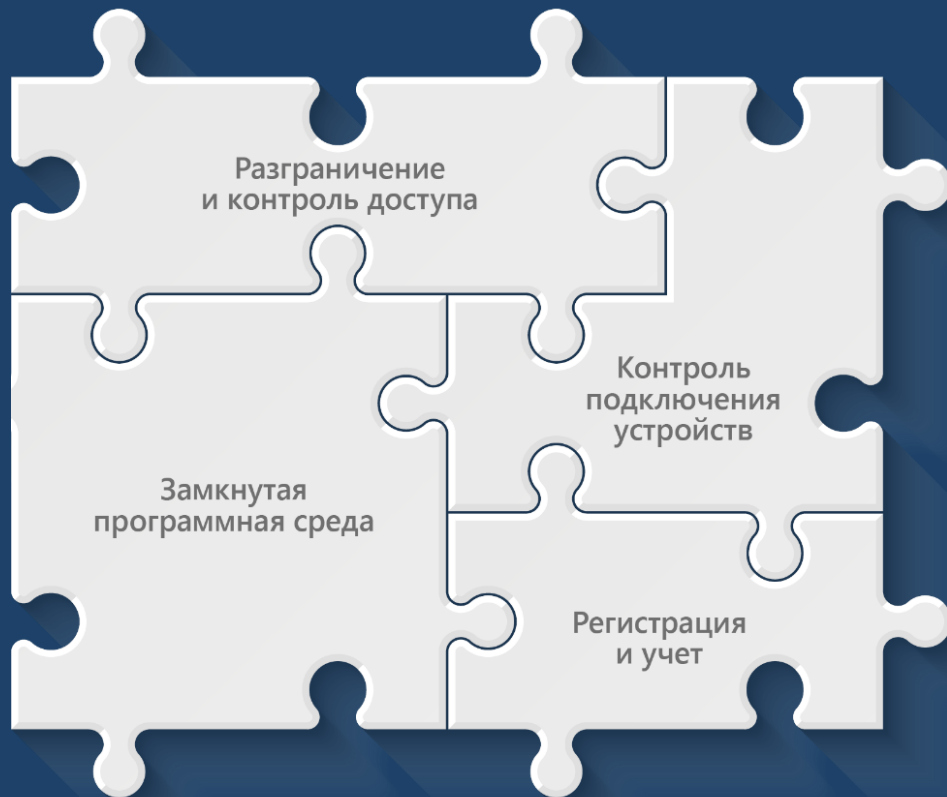 Разграничение
и контроль доступа
Контроль
подключения
устройств
Замкнутая
программная среда
Регистрация
и учет